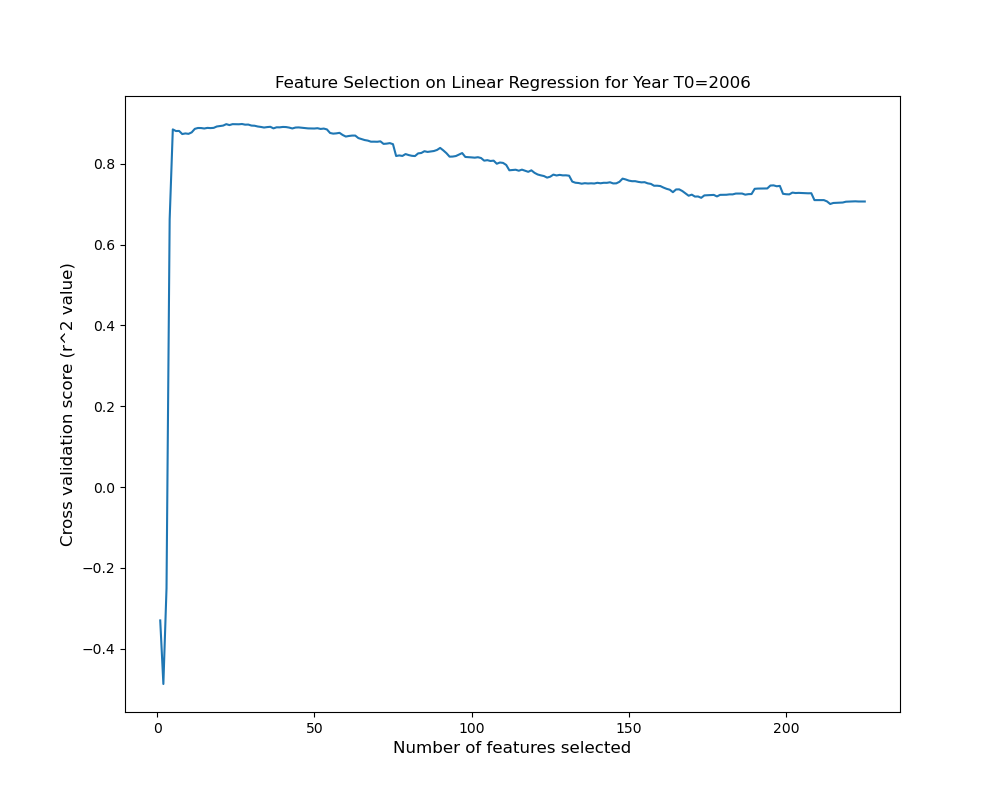 Feature Selection on Linear Regression for Year T0=2006
Cross validation score (r^2 value)
0.8
0.6
0.4
0.2
0.0
−0.2
−0.4
0 50 100 150 200
Number of features selected